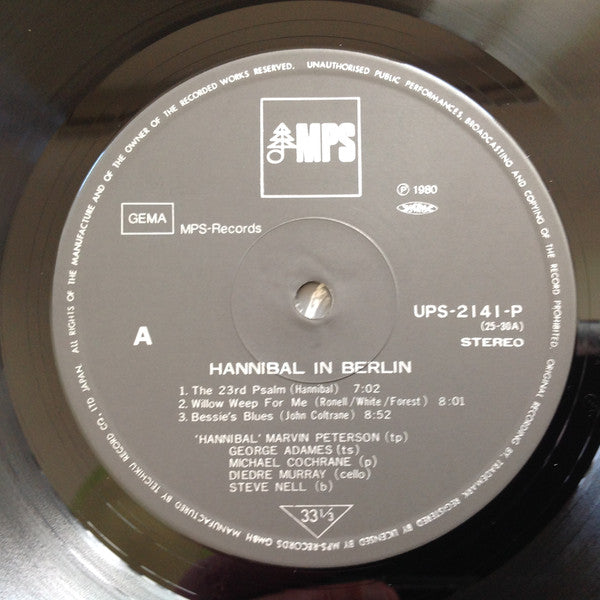 ALL RIGHTS OF THE MANUFACTURE AND OF THE OWNER OF THE RECORDED WORKS RESERVED. UNAUTHORISED PUBLIC PERFORMANCES, BROADCASTING AND COPYING OF THE RECORD PROHIBITED.
MPS
℗ 1980
GEMA
MPS-Records
UPS-2141-P
(25-30A)
A
STEREO
HANNIBAL IN BERLIN
1. The 23rd Psalm (Hannibal) 7:02
2. Willow Weep For Me (Ronell/White/Forest) 8:01
3. Bessie's Blues (John Coltrane) 8:52
'HANNIBAL' MARVIN PETERSON (tp)
GEORGE ADAMES (ts)
MICHAEL COCHRANE (p)
DIEDRE MURRAY (cello)
STEVE NELL (b)
33 1/3
ORIGINAL RECORDING BY TRADEMARK REGISTERED BY LICENSED BY MPS-RECORDS GMBH MANUFACTURED BY TEICHIKU RECORD CO., LTD. JAPAN